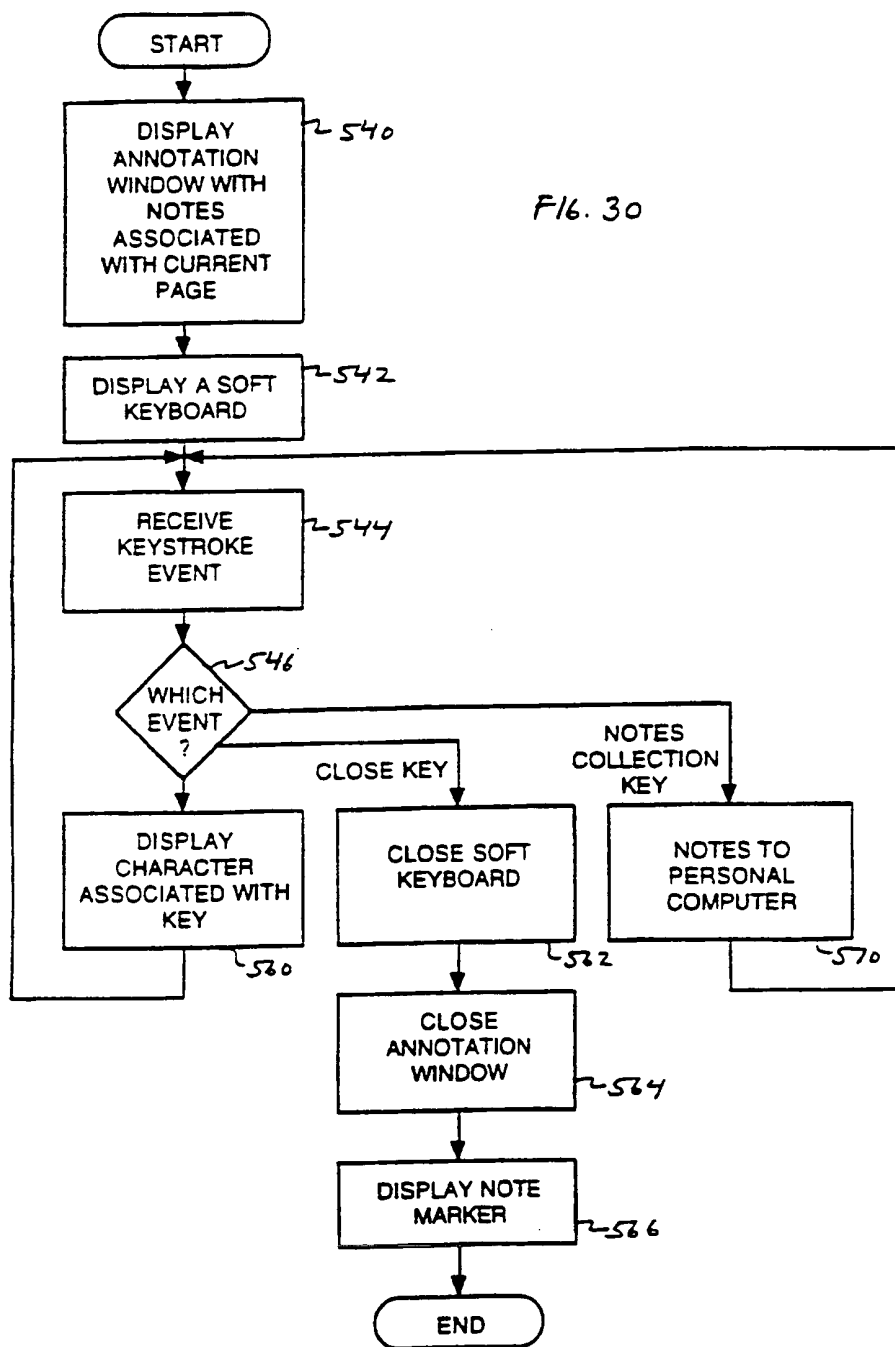 START
DISPLAY
ANNOTATION
WINDOW WITH
NOTES
ASSOCIATED
WITH CURRENT
PAGE
540
FIG. 30
DISPLAY A SOFT
KEYBOARD
542
RECEIVE
KEYSTROKE
EVENT
544
WHICH
EVENT
?
546
CLOSE KEY
NOTES
COLLECTION
KEY
DISPLAY
CHARACTER
ASSOCIATED WITH
KEY
560
CLOSE SOFT
KEYBOARD
562
NOTES TO
PERSONAL
COMPUTER
570
CLOSE
ANNOTATION
WINDOW
564
DISPLAY NOTE
MARKER
566
END